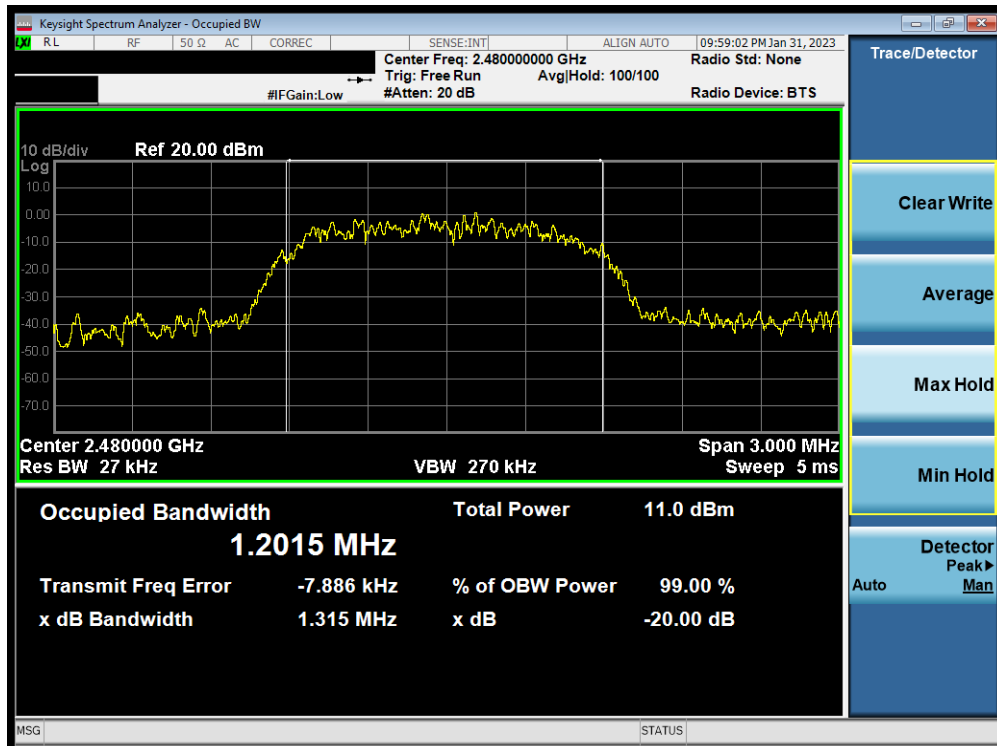 Keysight Spectrum Analyzer - Occupied BW
LXI RL RF 50 Ω AC CORREC SENSE:INT ALIGN AUTO 09:59:02 PM Jan 31, 2023
Center Freq: 2.480000000 GHz Radio Std: None
Trig: Free Run Avg|Hold: 100/100
#IFGain:Low #Atten: 20 dB Radio Device: BTS
10 dB/div Ref 20.00 dBm
Log
10.0
0.00
-10.0
-20.0
-30.0
-40.0
-50.0
-60.0
-70.0
Center 2.480000 GHz Span 3.000 MHz
Res BW 27 kHz VBW 270 kHz Sweep 5 ms
Occupied Bandwidth Total Power 11.0 dBm
1.2015 MHz
Transmit Freq Error -7.886 kHz % of OBW Power 99.00 %
x dB Bandwidth 1.315 MHz x dB -20.00 dB
MSG STATUS
Trace/Detector
Clear Write
Average
Max Hold
Min Hold
Detector
Peak▶
Auto Man